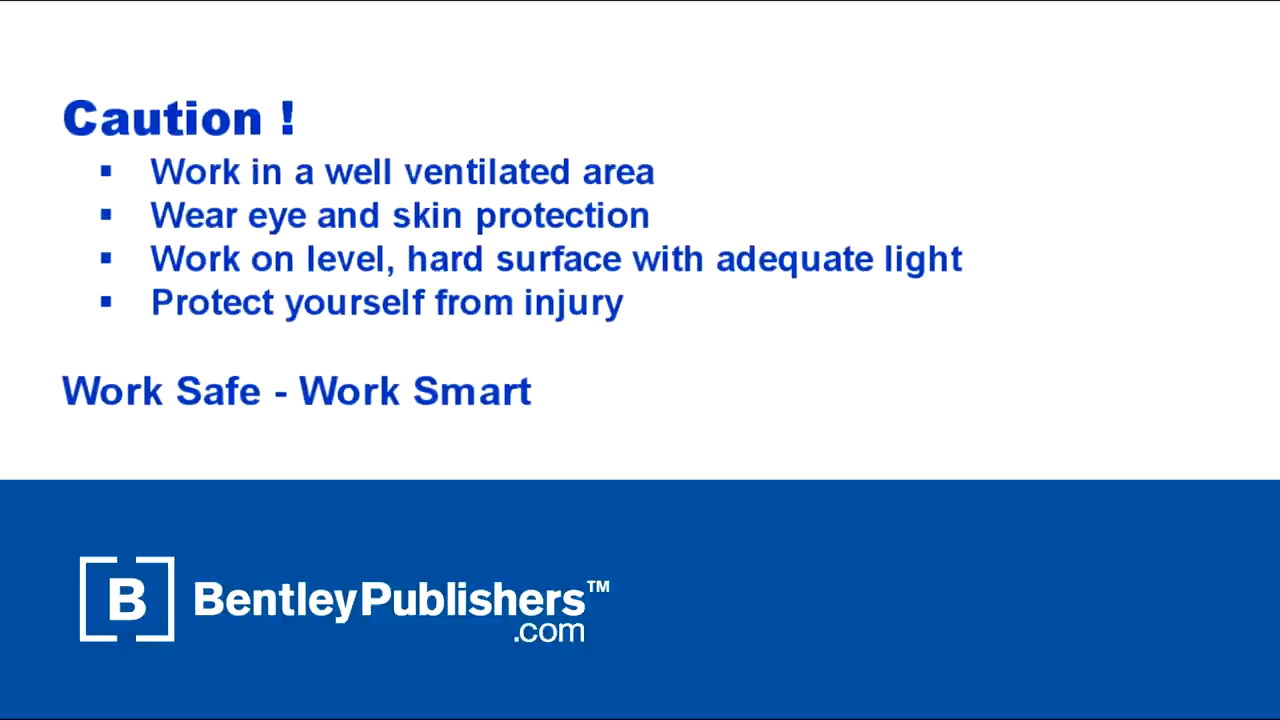 Caution !
▪ Work in a well ventilated area
▪ Wear eye and skin protection
▪ Work on level, hard surface with adequate light
▪ Protect yourself from injury
Work Safe - Work Smart
[B] BentleyPublishers™
.com